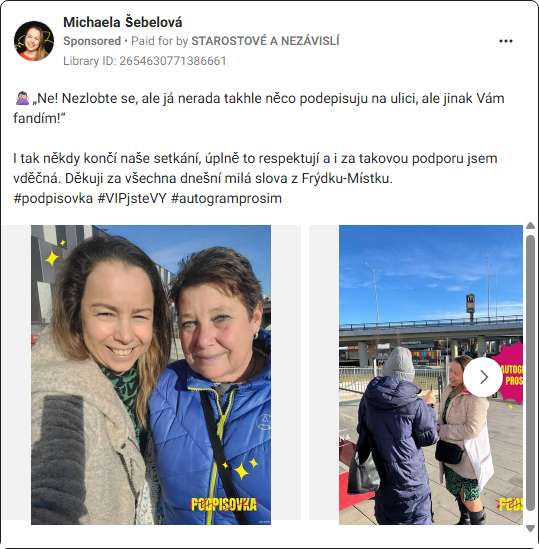 Michaela Šebelová
Sponsored • Paid for by STAROSTOVÉ A NEZÁVISLÍ
Library ID: 2654630771386661
🤷🏻‍♀️„Ne! Nezlobte se, ale já nerada takhle něco podepisuju na ulici, ale jinak Vám
fandím!“
I tak někdy končí naše setkání, úplně to respektují a i za takovou podporu jsem
vděčná. Děkuji za všechna dnešní milá slova z Frýdku-Místku.
#podpisovka #VIPjsteVY #autogramprosim
PODPISOVKA
AUTOG
PROS
PODP